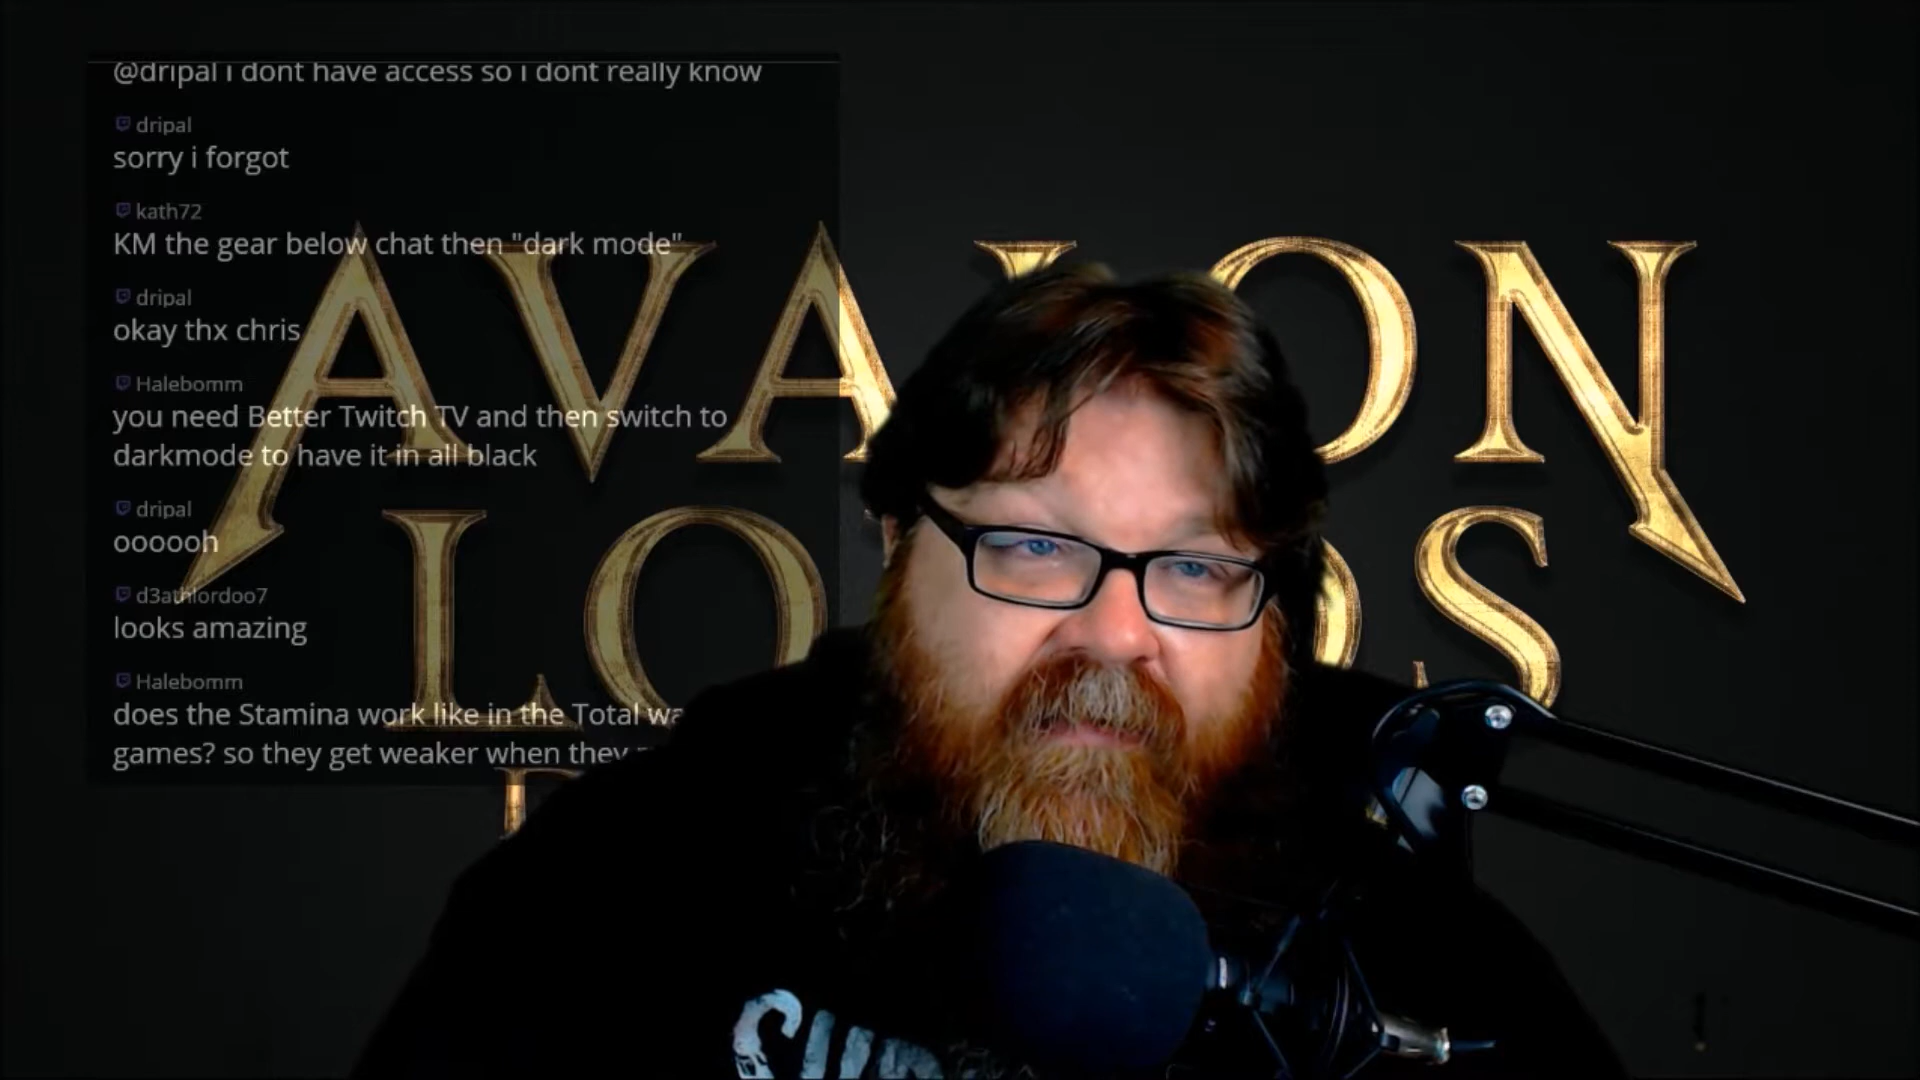 @dripal i dont have access so i dont really know
dripal
sorry i forgot
kath72
KM the gear below chat then "dark mode"
dripal
okay thx chris
Halebomm
you need Better Twitch TV and then switch to
darkmode to have it in all black
dripal
oooooh
d3athlordoo7
looks amazing
Halebomm
does the Stamina work like in the Total wa
games? so they get weaker when they
AVALON
LO DS